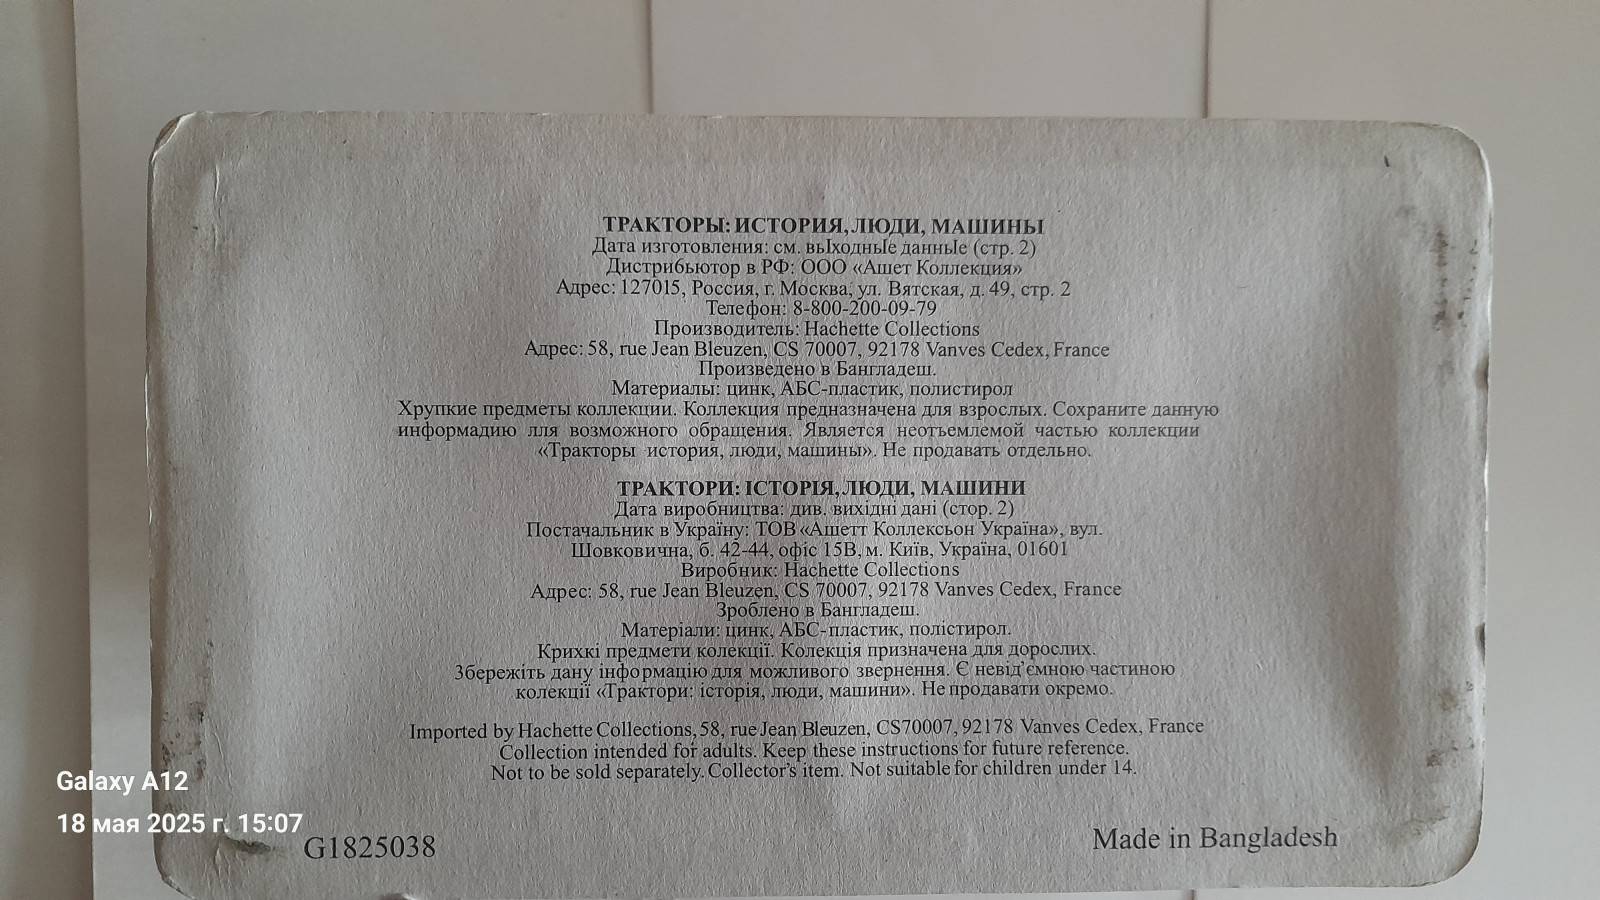 ТРАКТОРЫ: ИСТОРИЯ, ЛЮДИ, МАШИНЫ
Дата изготовления: см. выходные данные (стр. 2)
Дистрибьютор в РФ: ООО «Ашет Коллекция»
Адрес: 127015, Россия, г. Москва, ул. Вятская, д. 49, стр. 2
Телефон: 8-800-200-09-79
Производитель: Hachette Collections
Адрес: 58, rue Jean Bleuzen, CS 70007, 92178 Vanves Cedex, France
Произведено в Бангладеш.
Материалы: цинк, АБС-пластик, полистирол
Хрупкие предметы коллекции. Коллекция предназначена для взрослых. Сохраните данную
информадию лля возможного обращения. Является неотъемлемой частью коллекции
«Тракторы история, люди, машины». Не продавать отдельно.
ТРАКТОРИ: ІСТОРІЯ, ЛЮДИ, МАШИНИ
Дата виробництва: див. вихідні дані (стор. 2)
Постачальник в Україну: ТОВ «Ашетт Коллексьон Україна», вул.
Шовковична, б. 42-44, офіс 15В, м. Київ, Україна, 01601
Виробник: Hachette Collections
Адрес: 58, rue Jean Bleuzen, CS 70007, 92178 Vanves Cedex, France
Зроблено в Бангладеш.
Матеріали: цинк, АБС-пластик, полістирол.
Крихкі предмети колекції. Колекція призначена для дорослих.
Збережіть дану інформацію для можливого звернення. Є невід'ємною частиною
колекції «Трактори: історія, люди, машини». Не продавати окремо.
Imported by Hachette Collections, 58, rue Jean Bleuzen, CS70007, 92178 Vanves Cedex, France
Collection intended for adults. Keep these instructions for future reference.
Not to be sold separately. Collector's item. Not suitable for children under 14.
Galaxy A12
18 мая 2025 г. 15:07
G1825038
Made in Bangladesh